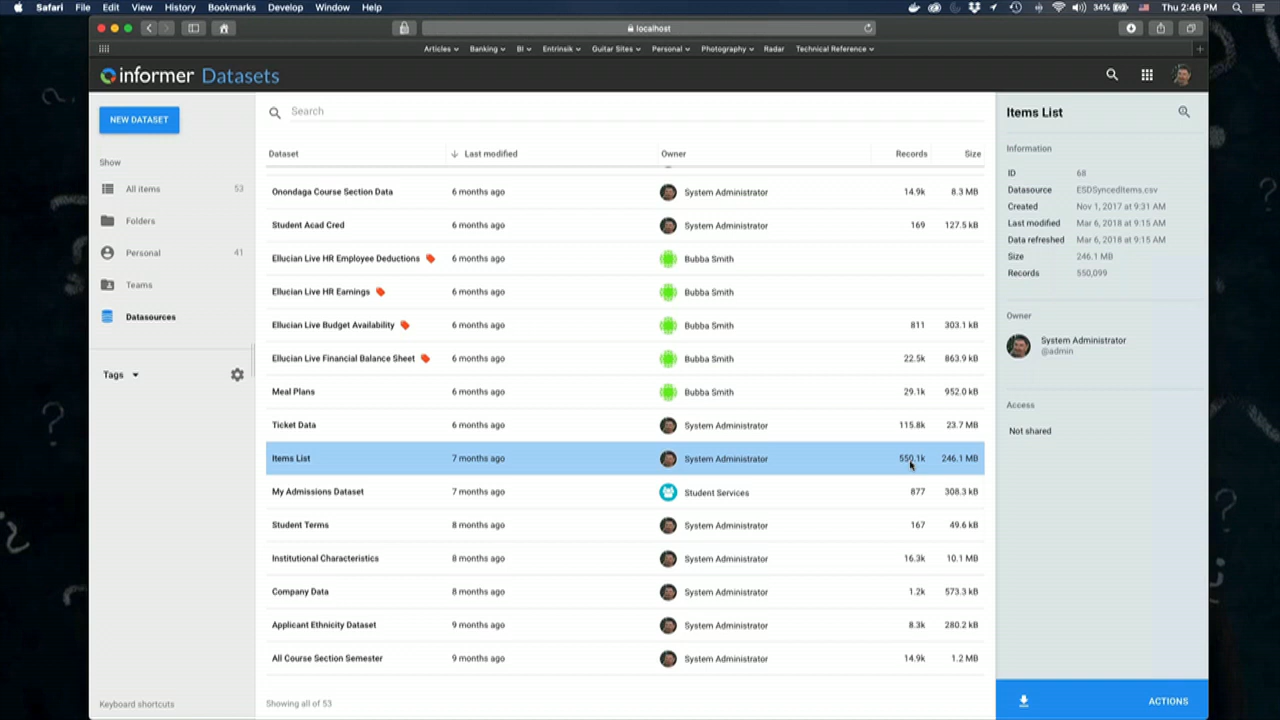 Safari File Edit View History Bookmarks Develop Window Help 34% Thu 2:46 PM
localhost
Articles Banking BI Entrinsik Guitar Sites Personal Photography Radar Technical Reference
informer Datasets
NEW DATASET
Show
All items 53
Folders
Personal 41
Teams
Datasources
Tags
Keyboard shortcuts
Search
Dataset Last modified Owner Records Size
Onondaga Course Section Data 6 months ago System Administrator 14.9k 8.3 MB
Student Acad Cred 6 months ago System Administrator 169 127.5 kB
Ellucian Live HR Employee Deductions 6 months ago Bubba Smith
Ellucian Live HR Earnings 6 months ago Bubba Smith
Ellucian Live Budget Availability 6 months ago Bubba Smith 811 303.1 kB
Ellucian Live Financial Balance Sheet 6 months ago Bubba Smith 22.5k 863.9 kB
Meal Plans 6 months ago Bubba Smith 29.1k 952.0 kB
Ticket Data 6 months ago System Administrator 115.8k 23.7 MB
Items List 7 months ago System Administrator 550.1k 246.1 MB
My Admissions Dataset 7 months ago Student Services 877 308.3 kB
Student Terms 8 months ago System Administrator 167 49.6 kB
Institutional Characteristics 8 months ago System Administrator 16.3k 10.1 MB
Company Data 8 months ago System Administrator 1.2k 573.3 kB
Applicant Ethnicity Dataset 9 months ago System Administrator 8.3k 280.2 kB
All Course Section Semester 9 months ago System Administrator 14.9k 1.2 MB
Showing all of 53
Items List
Information
ID 68
Datasource ESDSyncedItems.csv
Created Nov 1, 2017 at 9:31 AM
Last modified Mar 6, 2018 at 9:15 AM
Data refreshed Mar 6, 2018 at 9:15 AM
Size 246.1 MB
Records 550,099
Owner
System Administrator
@admin
Access
Not shared
ACTIONS